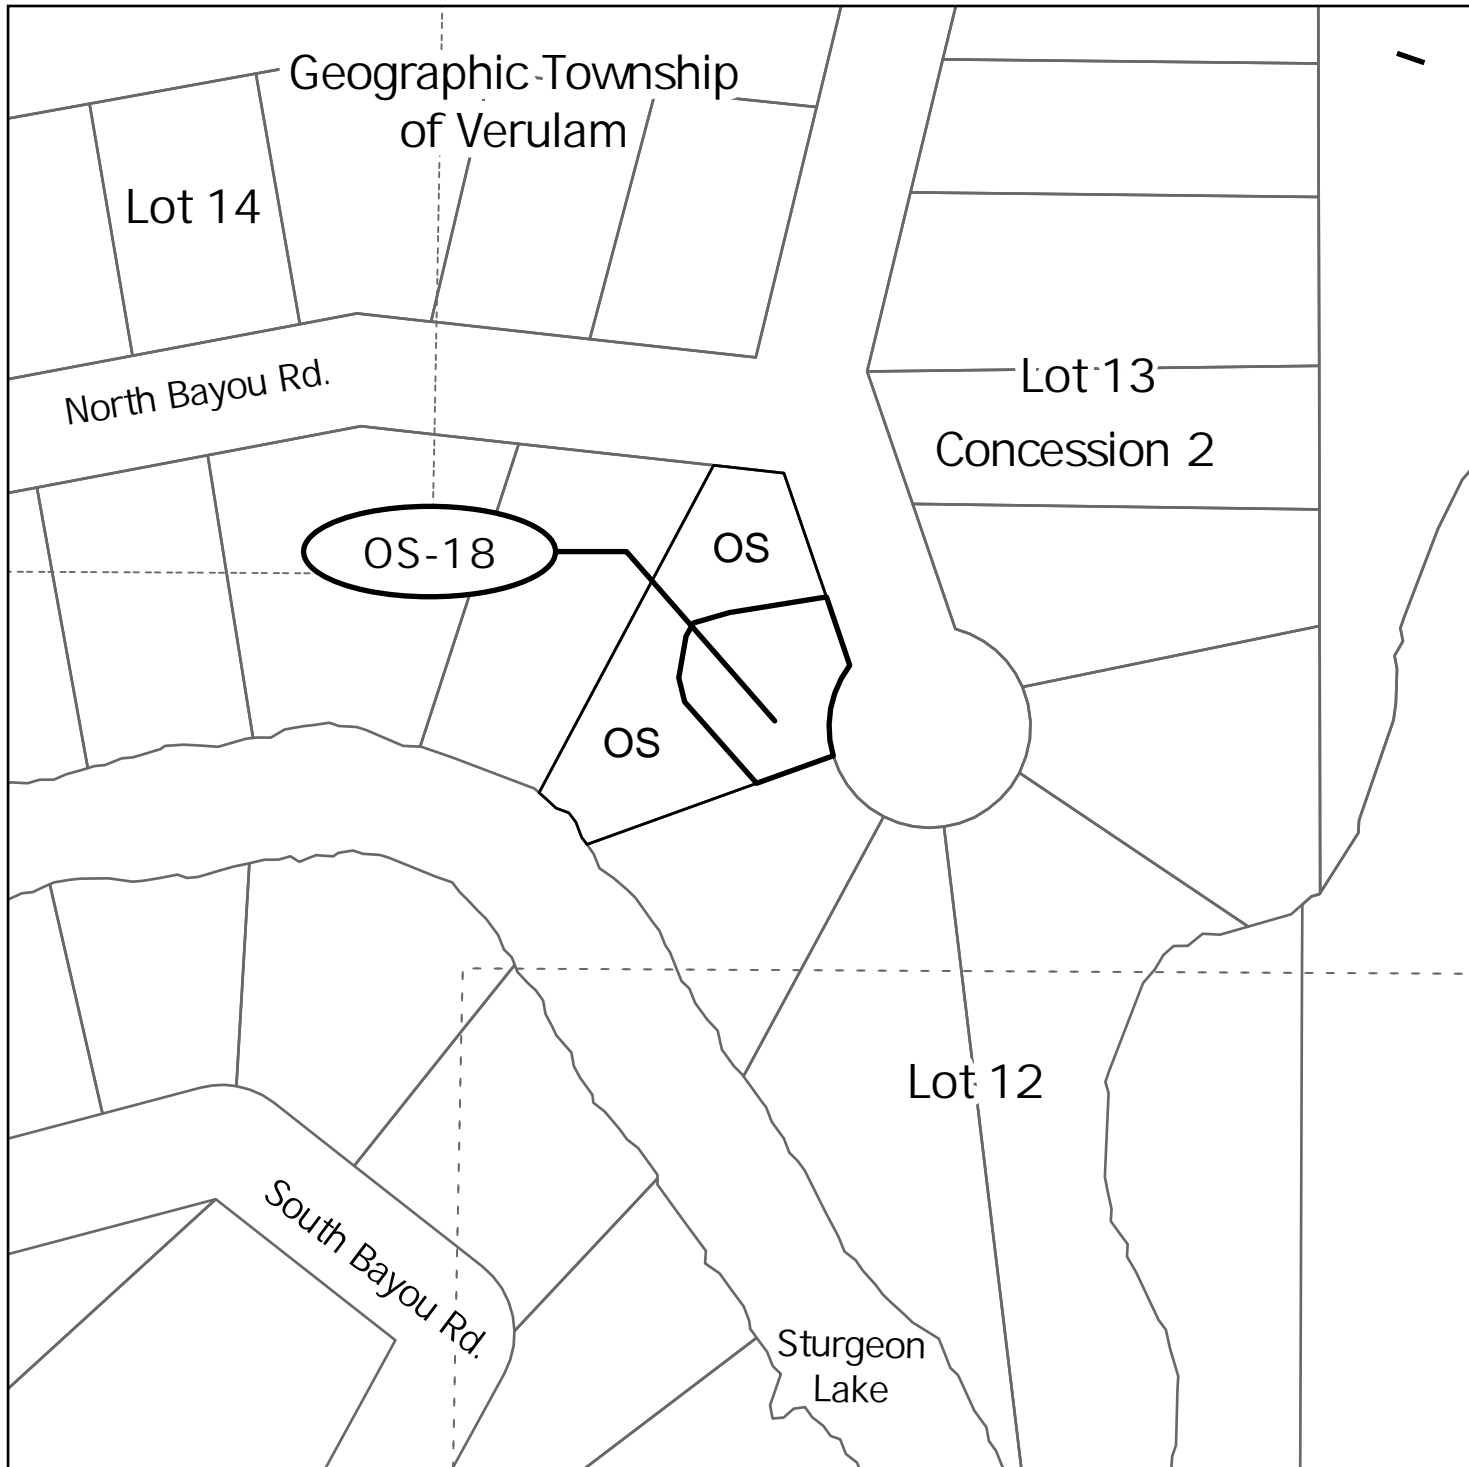 Geographic Township
of Verulam
Lot 14
North Bayou Rd.
Lot 13
Concession 2
OS-18
OS
OS
Lot 12
South Bayou Rd.
Sturgeon
Lake